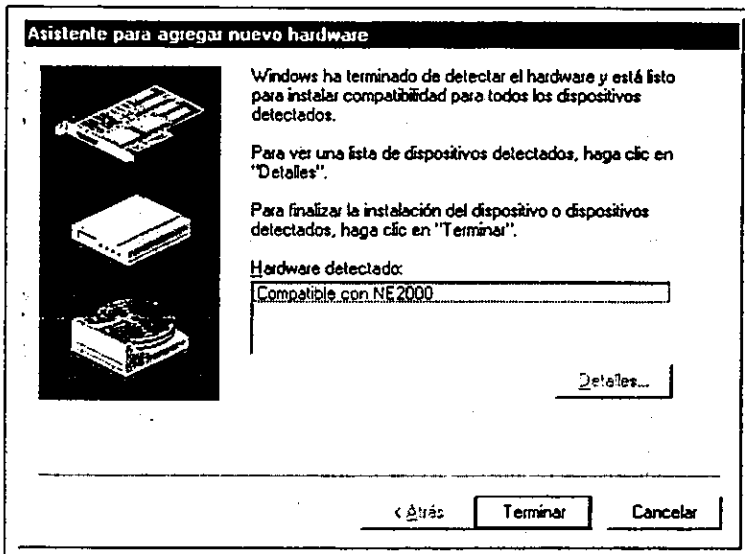 Asistente para agregar nuevo hardware
Windows ha terminado de detectar el hardware y está listo
para instalar compatibilidad para todos los dispositivos
detectados.
Para ver una lista de dispositivos detectados, haga clic en
"Detalles".
Para finalizar la instalación del dispositivo o dispositivos
detectados, haga clic en "Terminar".
Hardware detectado:
Compatible con NE2000
Detalles...
< Atrás
Terminar
Cancelar